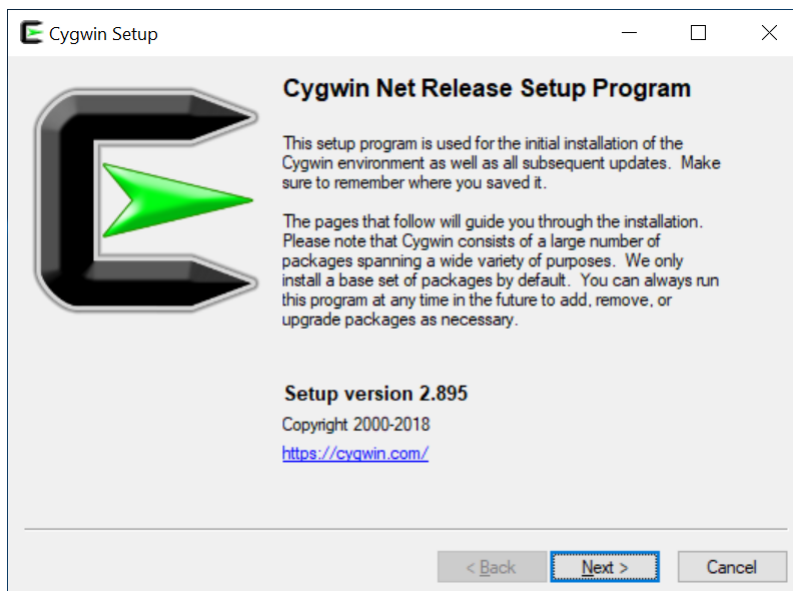 Cygwin Setup
Cygwin Net Release Setup Program
This setup program is used for the initial installation of the
Cygwin environment as well as all subsequent updates.  Make
sure to remember where you saved it.
The pages that follow will guide you through the installation.
Please note that Cygwin consists of a large number of
packages spanning a wide variety of purposes.  We only
install a base set of packages by default.  You can always run
this program at any time in the future to add, remove, or
upgrade packages as necessary.
Setup version 2.895
Copyright 2000-2018
https://cygwin.com/
< Back
Next >
Cancel